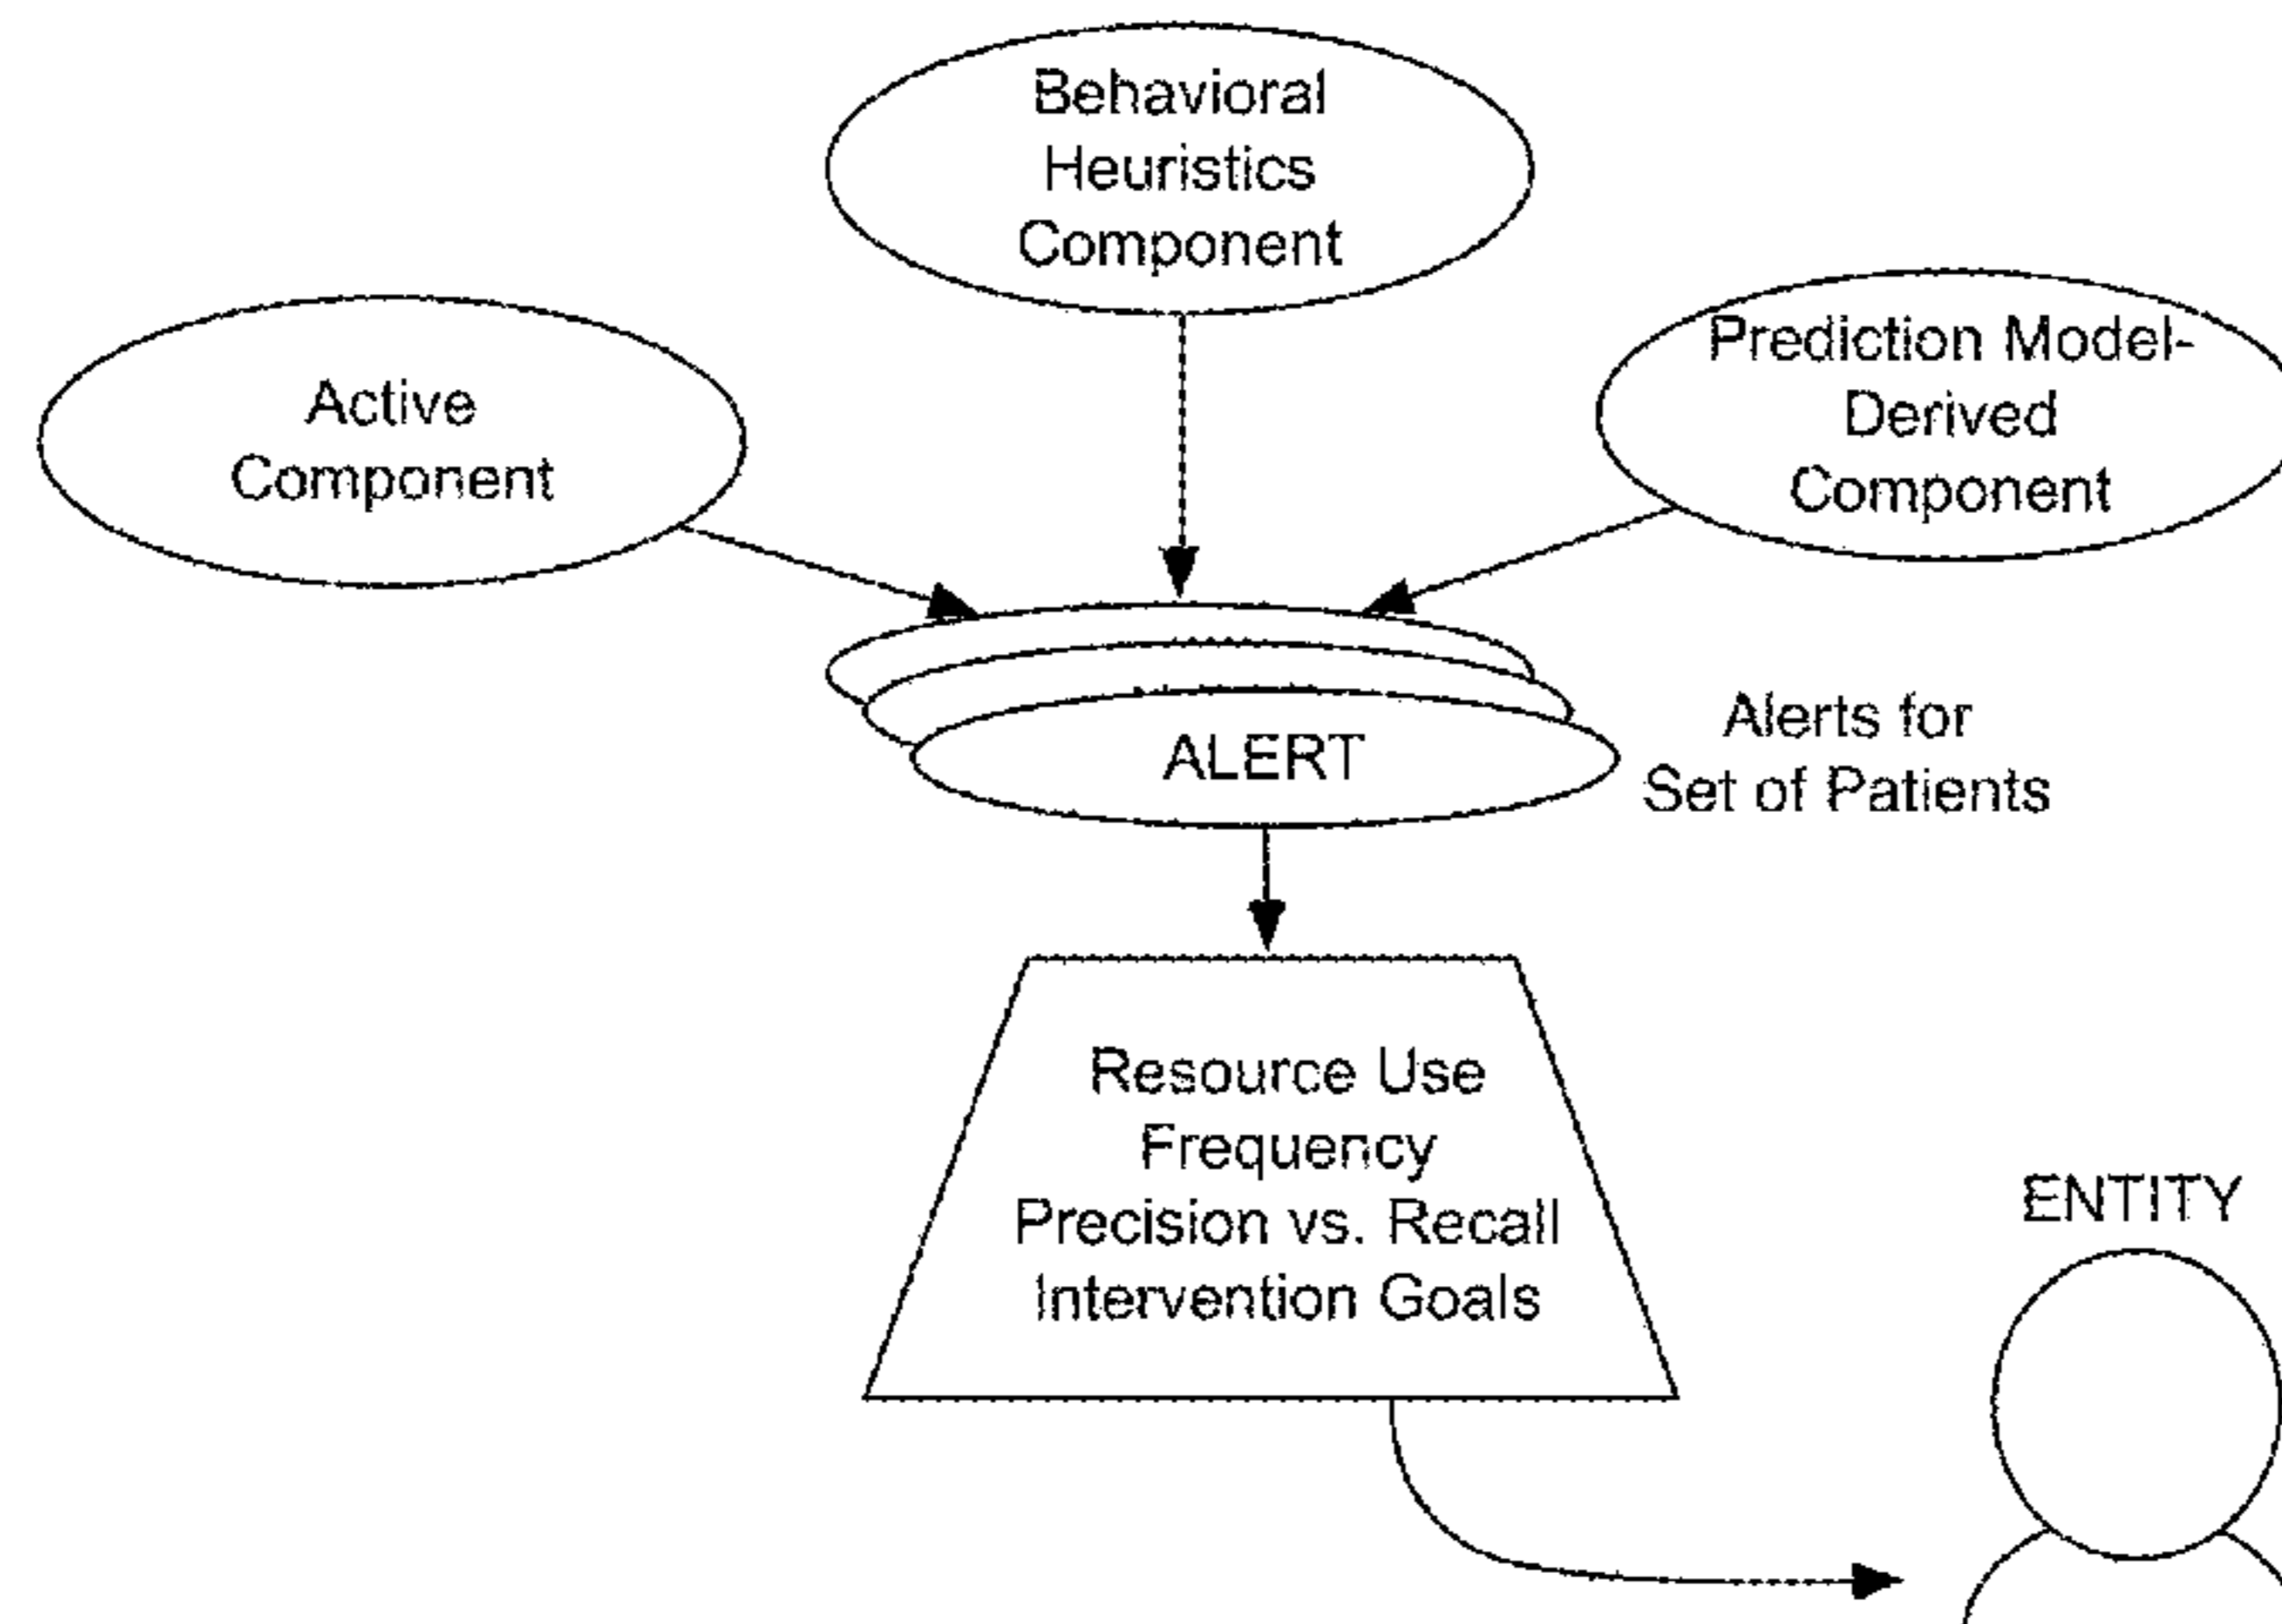 Behavioral
Heuristics
Component
Active
Component
Prediction Model-
Derived
Component
ALERT
Alerts for
Set of Patients
Resource Use
Frequency
Precision vs. Recall
Intervention Goals
ENTITY